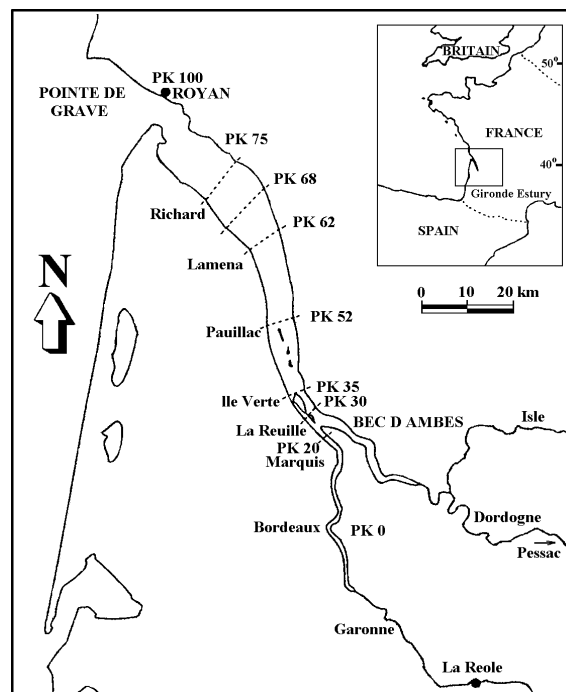 PK 100
ROYAN
POINTE DE
GRAVE
PK 75
PK 68
Richard
PK 62
Lamena
N
PK 52
Pauillac
PK 35
Ile Verte
PK 30
La Reuille
BEC D AMBES
PK 20
Marquis
Isle
Dordogne
Pessac
Bordeaux
PK 0
Garonne
La Reole
BRITAIN
50°
FRANCE
40°
Gironde Estury
SPAIN
0 10 20 km